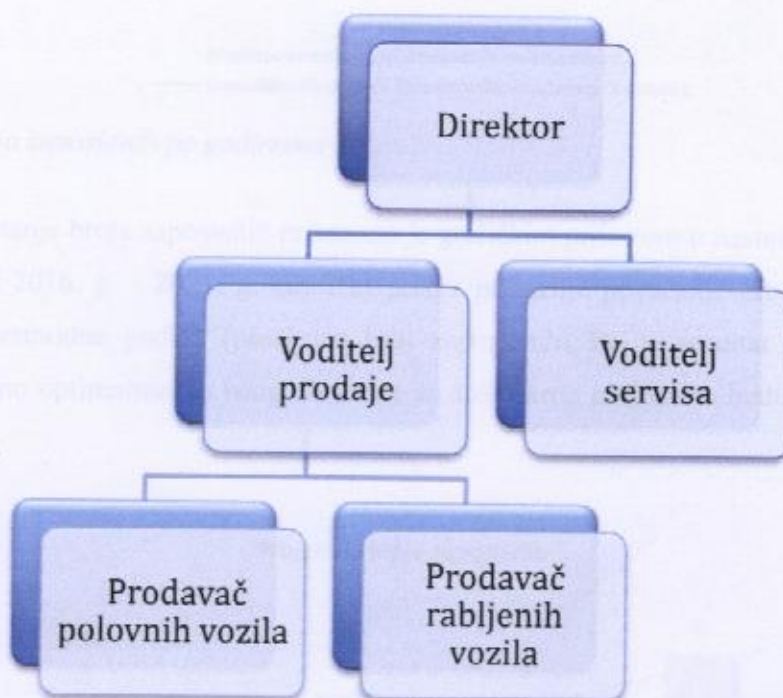 Direktor
Voditelj
prodaje
Voditelj
servisa
Prodavač
polovnih vozila
Prodavač
rabljenih
vozila